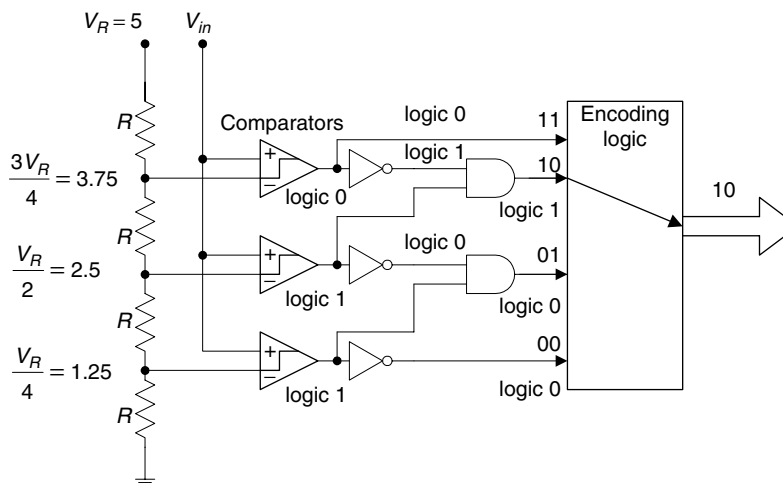 V_R = 5
V_in
R
Comparators
logic 0
11
Encoding logic
+
−
logic 1
10
3V_R/4 = 3.75
logic 0
logic 1
10
R
+
−
logic 0
01
V_R/2 = 2.5
logic 1
logic 0
R
+
−
00
V_R/4 = 1.25
logic 1
logic 0
R